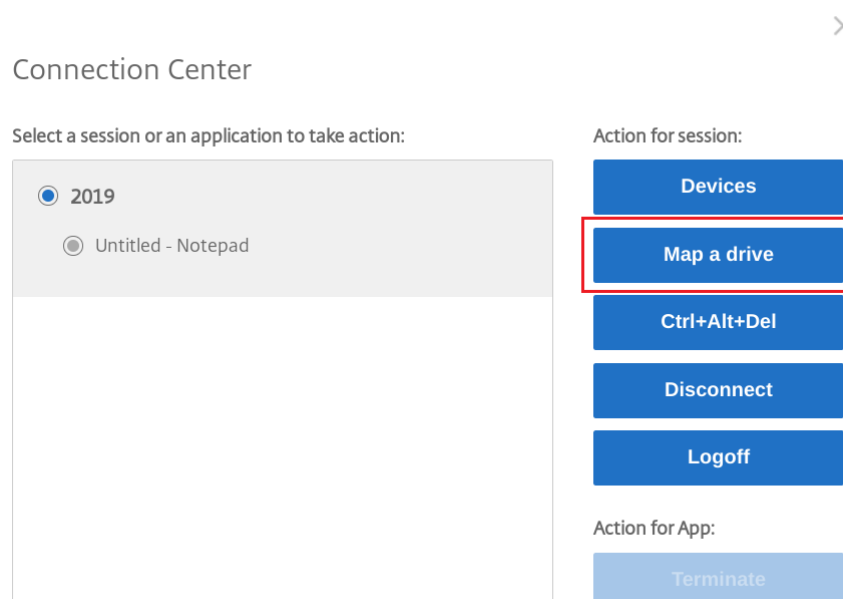 Connection Center
Select a session or an application to take action:
2019
Untitled - Notepad
Action for session:
Devices
Map a drive
Ctrl+Alt+Del
Disconnect
Logoff
Action for App:
Terminate